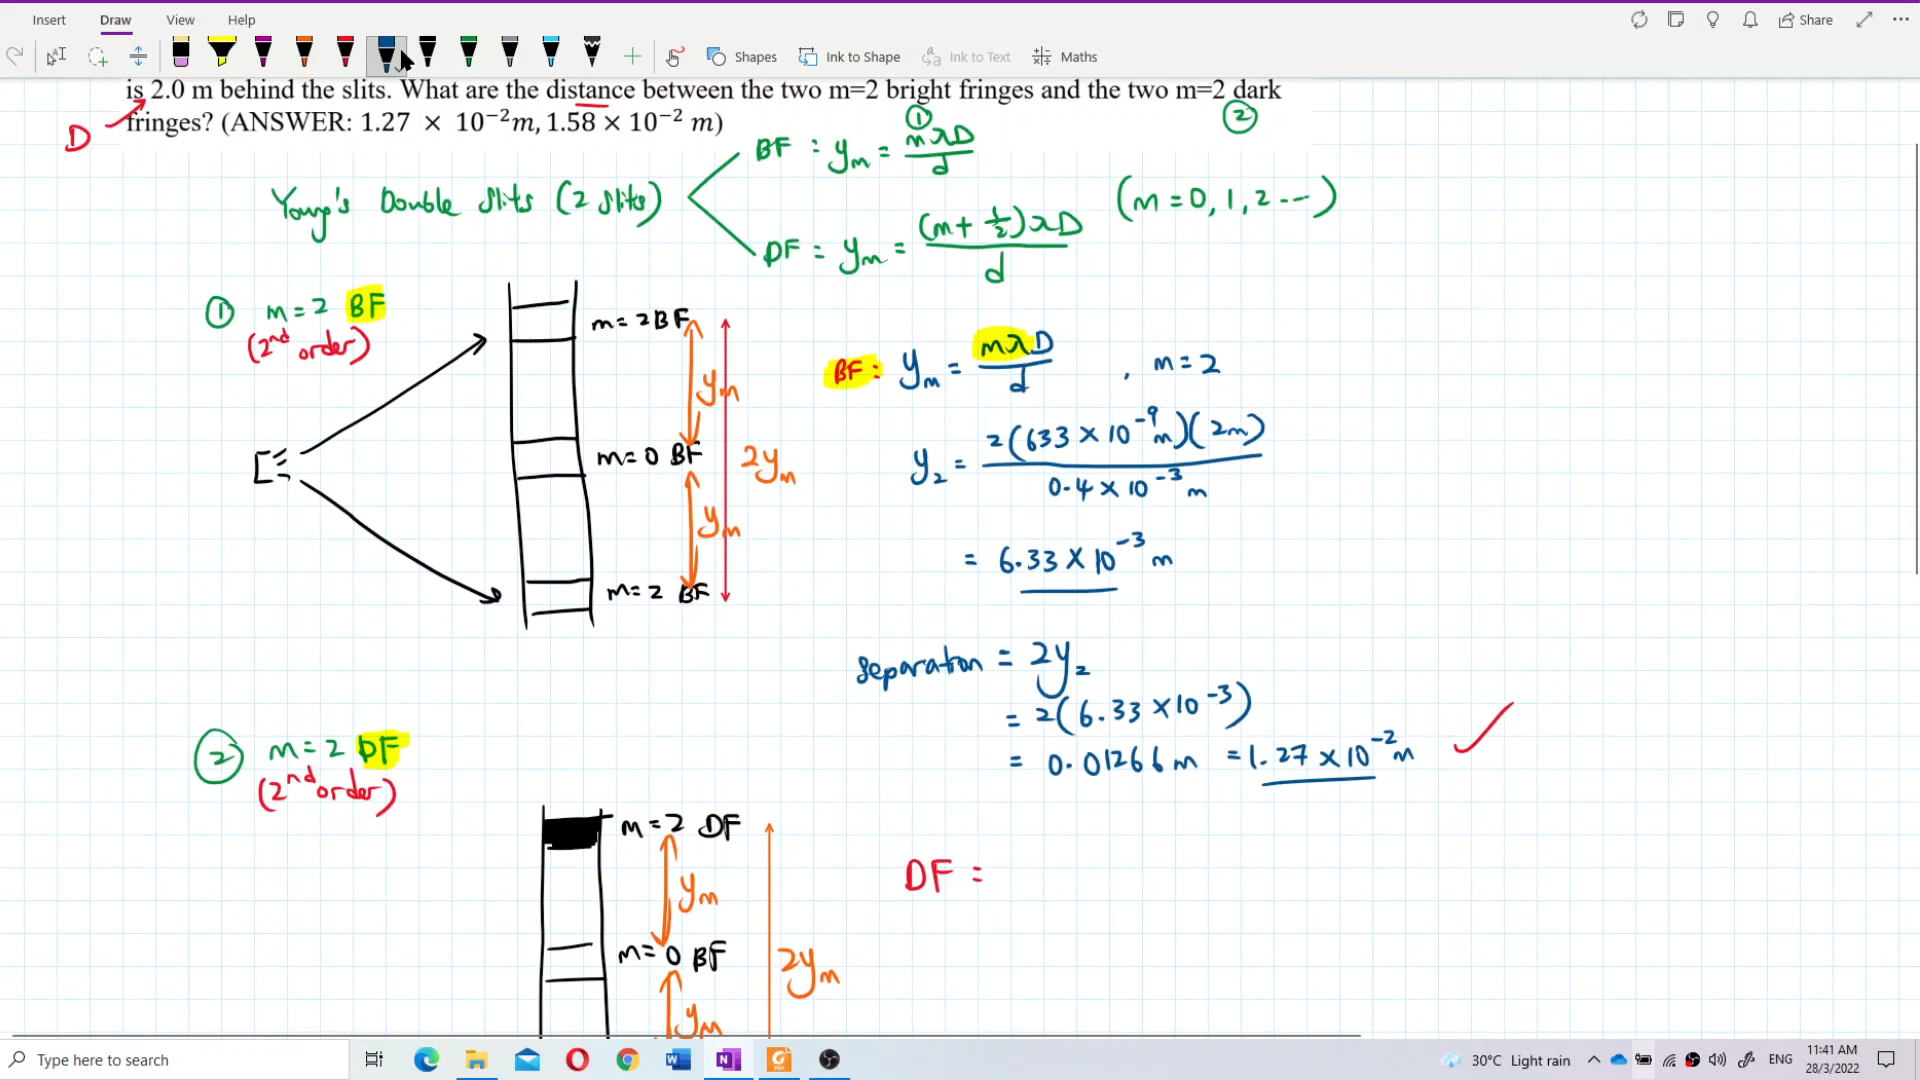 Insert Draw View Help
Share
Shapes Ink to Shape Ink to Text Maths
is 2.0 m behind the slits. What are the distance between the two m=2 bright fringes and the two m=2 dark
fringes? (ANSWER: 1.27 × 10⁻²m, 1.58 × 10⁻² m)
D
①
②
BF : yₘ = mλD/d
Young's Double slits (2 slits)
(m = 0, 1, 2 ---)
DF : yₘ = (m + 1/2)λD/d
① m = 2 BF
(2nd order)
m = 2 BF
yₘ
m = 0 BF
2yₘ
yₘ
m = 2 BF
BF : yₘ = mλD/d , m = 2
y₂ = 2(633 × 10⁻⁹ m)(2m)/0.4 × 10⁻³ m
= 6.33 × 10⁻³ m
separation = 2y₂
= 2(6.33 × 10⁻³)
= 0.01266 m = 1.27 × 10⁻² m
② m = 2 DF
(2nd order)
m = 2 DF
yₘ
m = 0 BF
2yₘ
yₘ
DF :
Type here to search
30°C Light rain
ENG
11:41 AM
28/3/2022